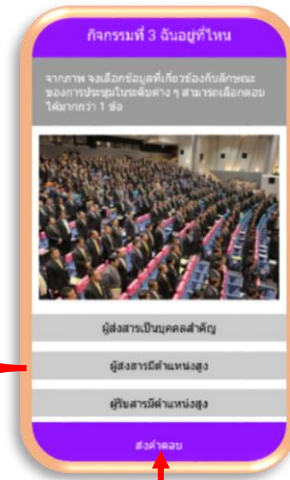 กิจกรรมที่ 3 ฉันอยู่ที่ไหน
จากภาพ จงเลือกข้อมูลที่เกี่ยวข้องกับลักษณะ
ของการประชุมในระดับต่าง ๆ สามารถเลือกตอบ
ได้มากกว่า 1 ข้อ
ผู้ส่งสารเป็นบุคคลสำคัญ
ผู้ส่งสารมีตำแหน่งสูง
ผู้รับสารมีตำแหน่งสูง
ส่งคำตอบ